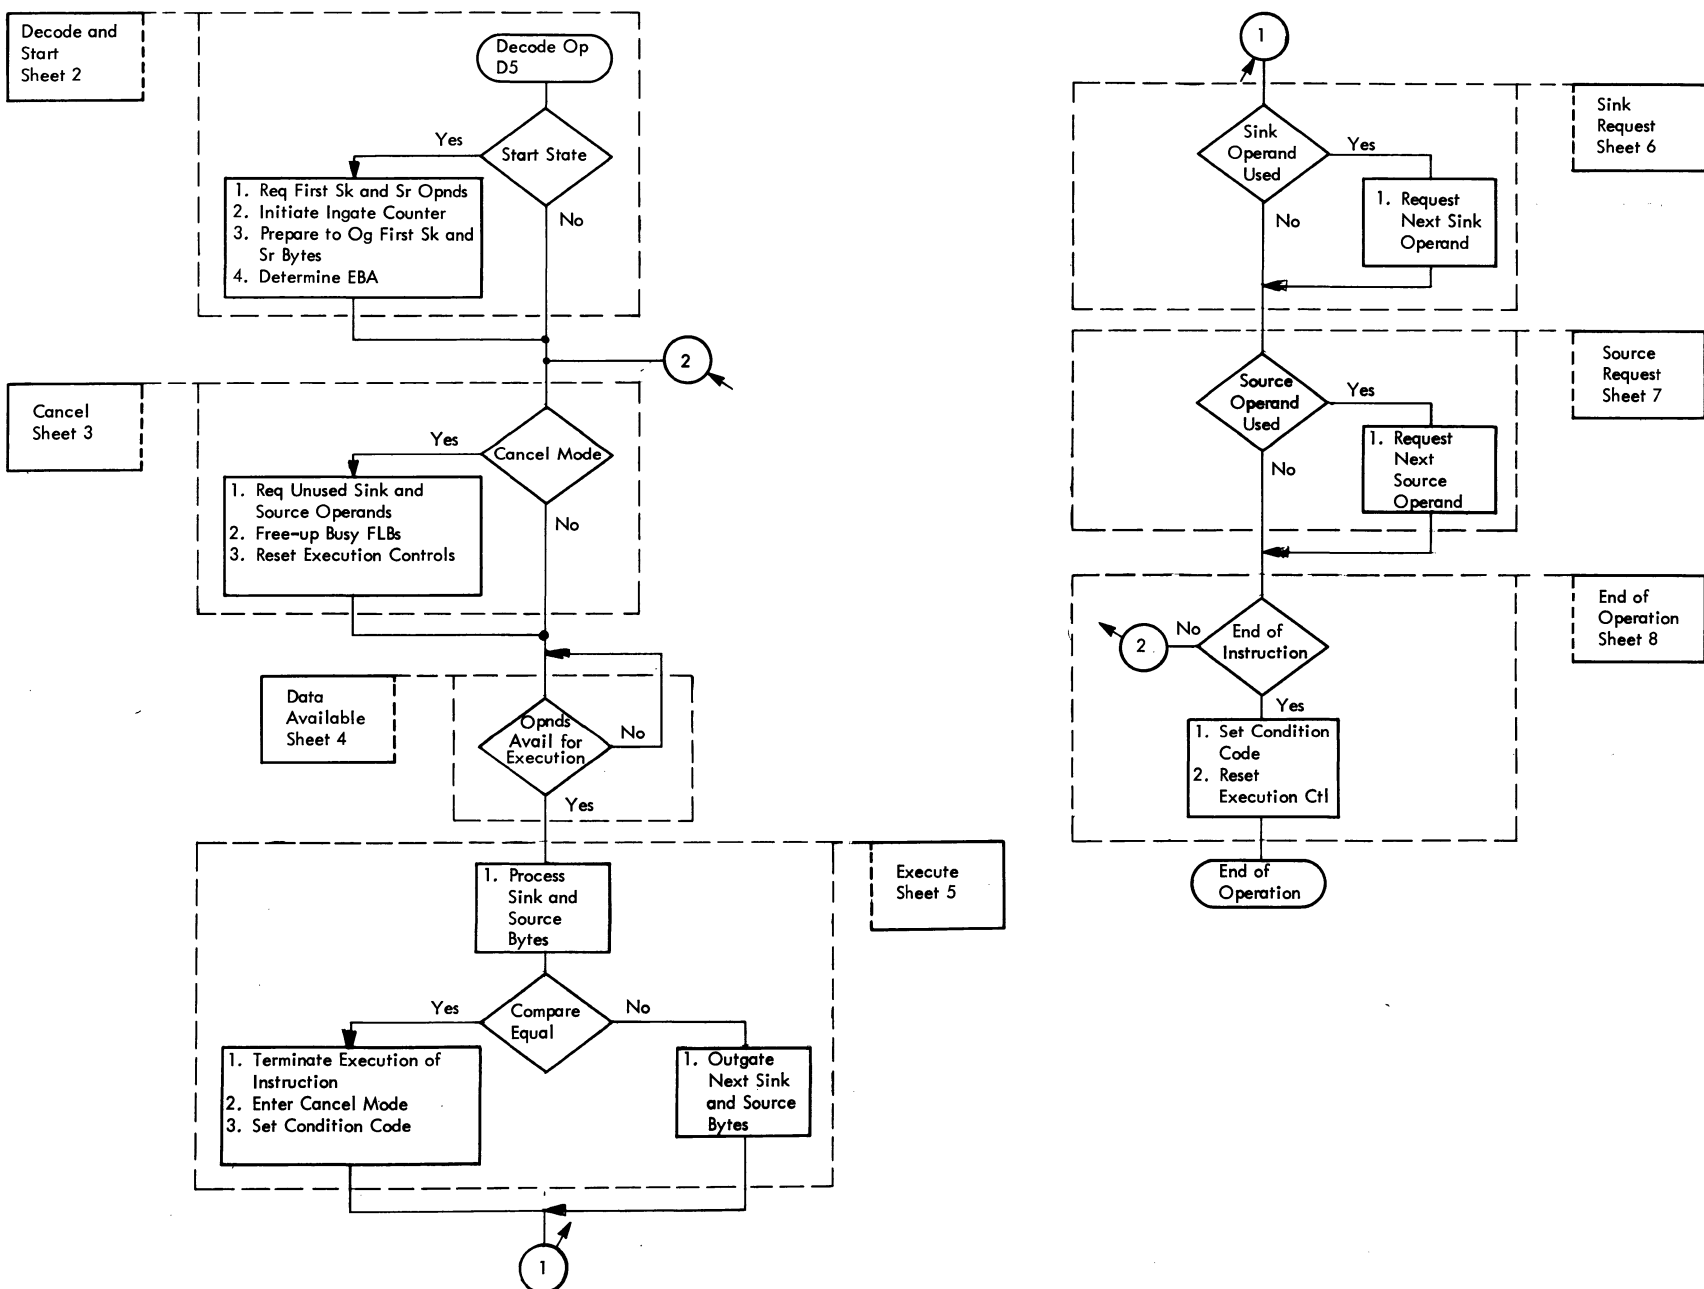 Decode and
Start
Sheet 2
Decode Op
D5
Start State
Yes
No
1. Req First Sk and Sr Opnds
2. Initiate Ingate Counter
3. Prepare to Og First Sk and
Sr Bytes
4. Determine EBA
2
Cancel
Sheet 3
Cancel Mode
Yes
No
1. Req Unused Sink and
Source Operands
2. Free-up Busy FLBs
3. Reset Execution Controls
Data
Available
Sheet 4
Opnds
Avail for
Execution
No
Yes
Execute
Sheet 5
1. Process
Sink and
Source
Bytes
Compare
Equal
Yes
No
1. Terminate Execution of
Instruction
2. Enter Cancel Mode
3. Set Condition Code
1. Outgate
Next Sink
and Source
Bytes
1
1
Sink
Request
Sheet 6
Sink
Operand
Used
Yes
No
1. Request
Next Sink
Operand
Source
Request
Sheet 7
Source
Operand
Used
Yes
No
1. Request
Next
Source
Operand
End of
Operation
Sheet 8
End of
Instruction
No
2
Yes
1. Set Condition
Code
2. Reset
Execution Ctl
End of
Operation